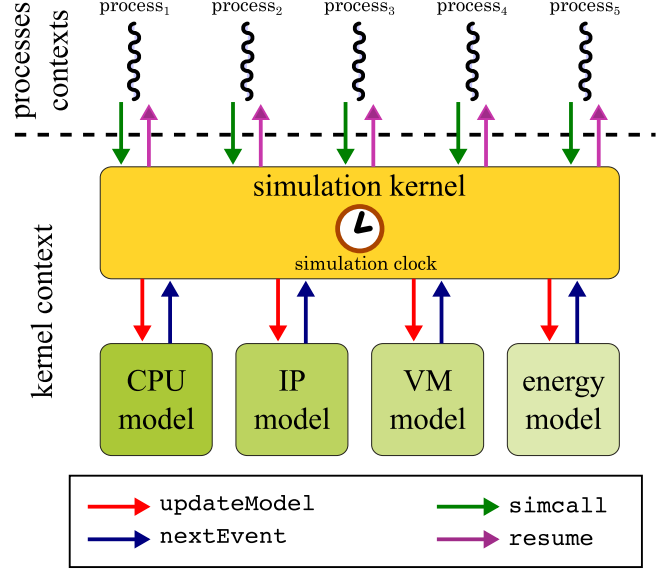 process₁ process₂ process₃ process₄ process₅
processes
contexts
simulation kernel
simulation clock
kernel context
CPU
model
IP
model
VM
model
energy
model
updateModel
nextEvent
simcall
resume